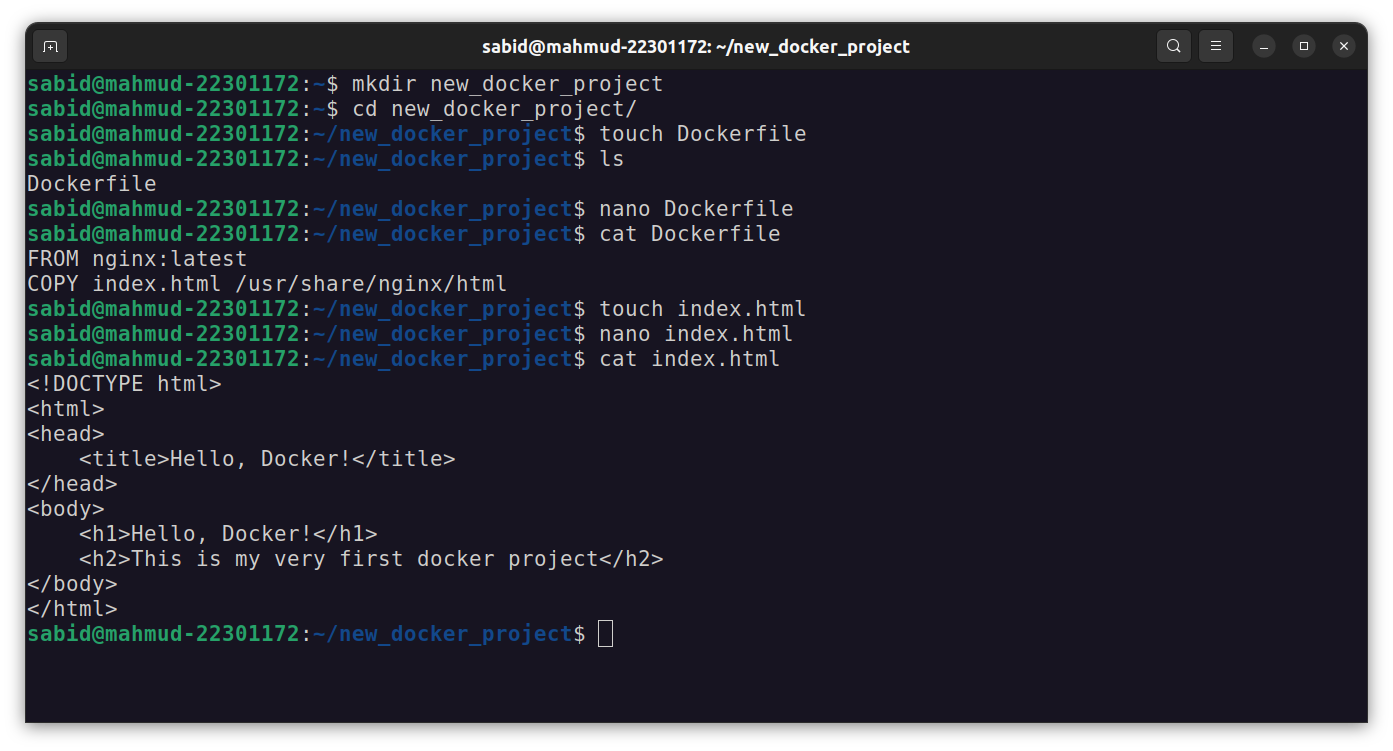 sabid@mahmud-22301172: ~/new_docker_project
sabid@mahmud-22301172:~$ mkdir new_docker_project
sabid@mahmud-22301172:~$ cd new_docker_project/
sabid@mahmud-22301172:~/new_docker_project$ touch Dockerfile
sabid@mahmud-22301172:~/new_docker_project$ ls
Dockerfile
sabid@mahmud-22301172:~/new_docker_project$ nano Dockerfile
sabid@mahmud-22301172:~/new_docker_project$ cat Dockerfile
FROM nginx:latest
COPY index.html /usr/share/nginx/html
sabid@mahmud-22301172:~/new_docker_project$ touch index.html
sabid@mahmud-22301172:~/new_docker_project$ nano index.html
sabid@mahmud-22301172:~/new_docker_project$ cat index.html
<!DOCTYPE html>
<html>
<head>
    <title>Hello, Docker!</title>
</head>
<body>
    <h1>Hello, Docker!</h1>
    <h2>This is my very first docker project</h2>
</body>
</html>
sabid@mahmud-22301172:~/new_docker_project$